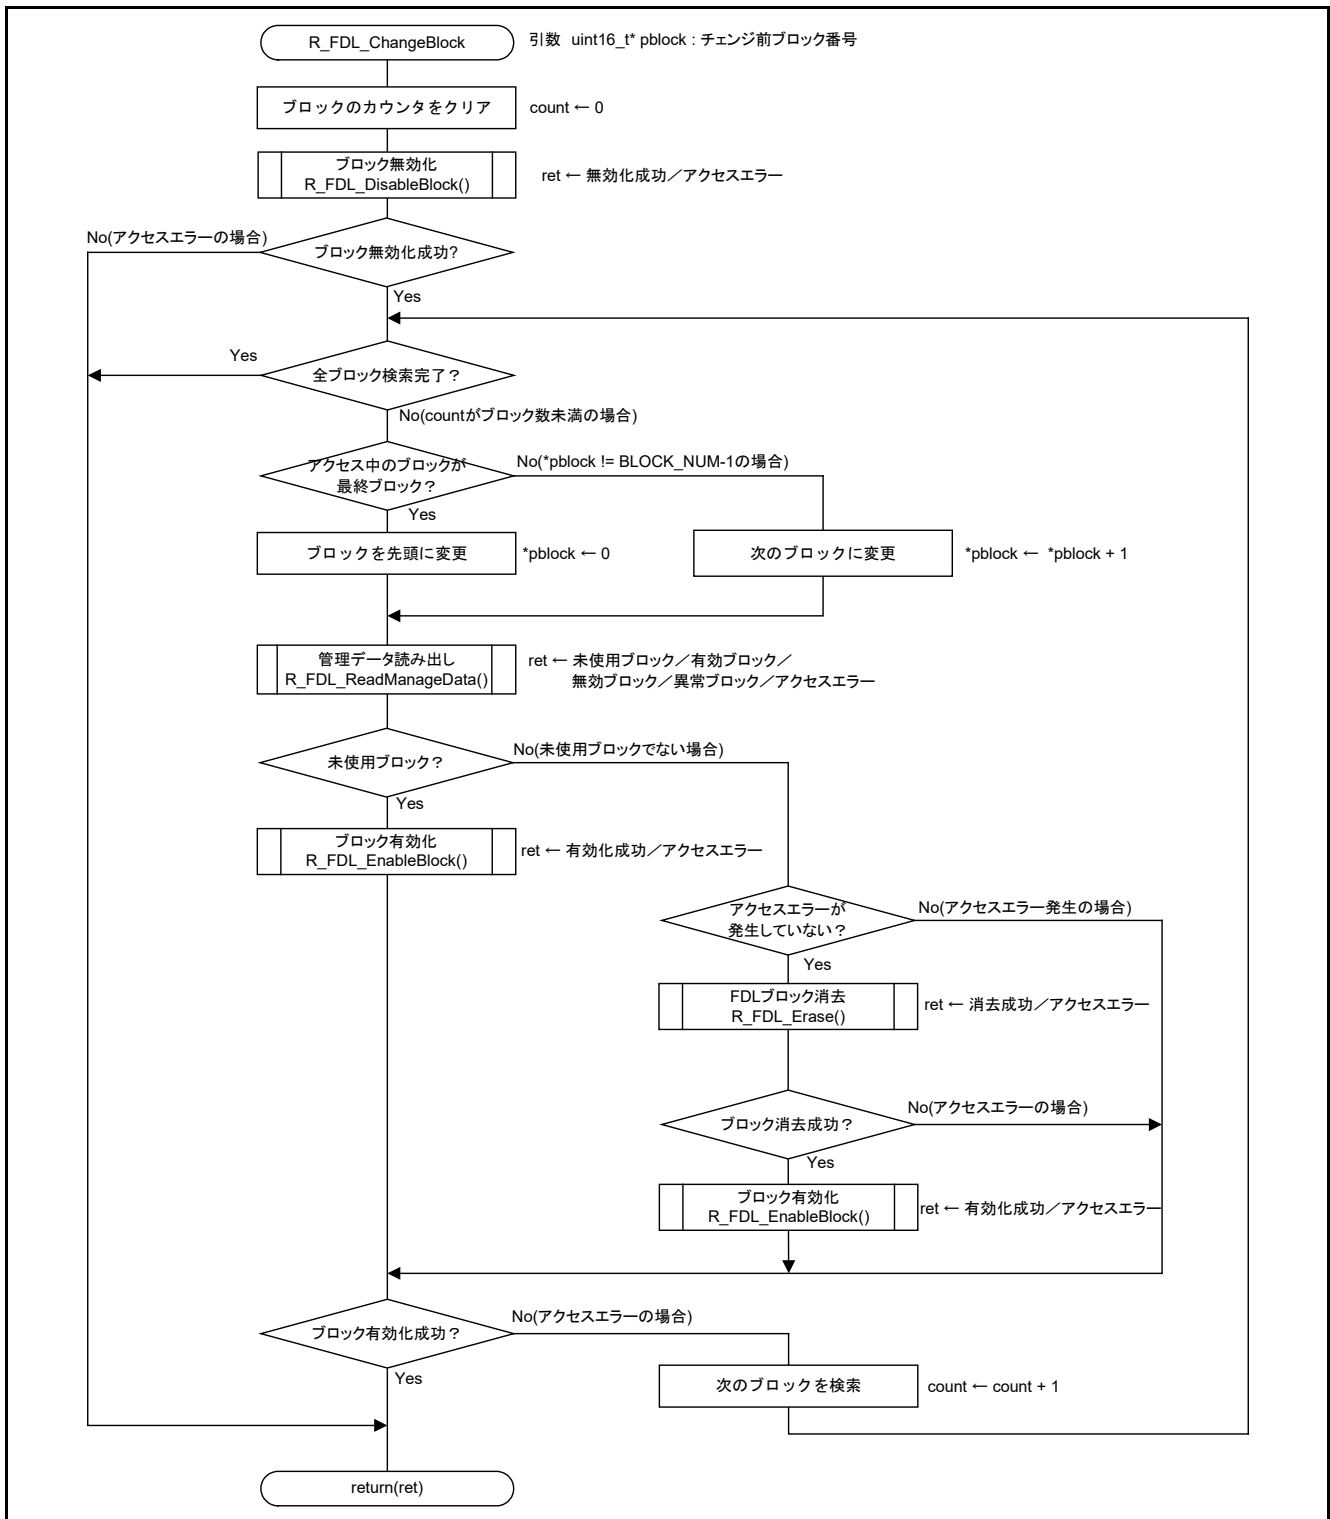 R_FDL_ChangeBlock
引数 uint16_t* pblock : チェンジ前ブロック番号
ブロックのカウンタをクリア
count ← 0
ブロック無効化
R_FDL_DisableBlock()
ret ← 無効化成功／アクセスエラー
No(アクセスエラーの場合)
ブロック無効化成功?
Yes
Yes
全ブロック検索完了？
No(countがブロック数未満の場合)
アクセス中のブロックが
最終ブロック？
No(*pblock != BLOCK_NUM-1の場合)
Yes
ブロックを先頭に変更
*pblock ← 0
次のブロックに変更
*pblock ← *pblock + 1
管理データ読み出し
R_FDL_ReadManageData()
ret ← 未使用ブロック／有効ブロック／
無効ブロック／異常ブロック／アクセスエラー
未使用ブロック？
No(未使用ブロックでない場合)
Yes
ブロック有効化
R_FDL_EnableBlock()
ret ← 有効化成功／アクセスエラー
アクセスエラーが
発生していない？
No(アクセスエラー発生の場合)
Yes
FDLブロック消去
R_FDL_Erase()
ret ← 消去成功／アクセスエラー
ブロック消去成功？
No(アクセスエラーの場合)
Yes
ブロック有効化
R_FDL_EnableBlock()
ret ← 有効化成功／アクセスエラー
ブロック有効化成功？
No(アクセスエラーの場合)
Yes
次のブロックを検索
count ← count + 1
return(ret)